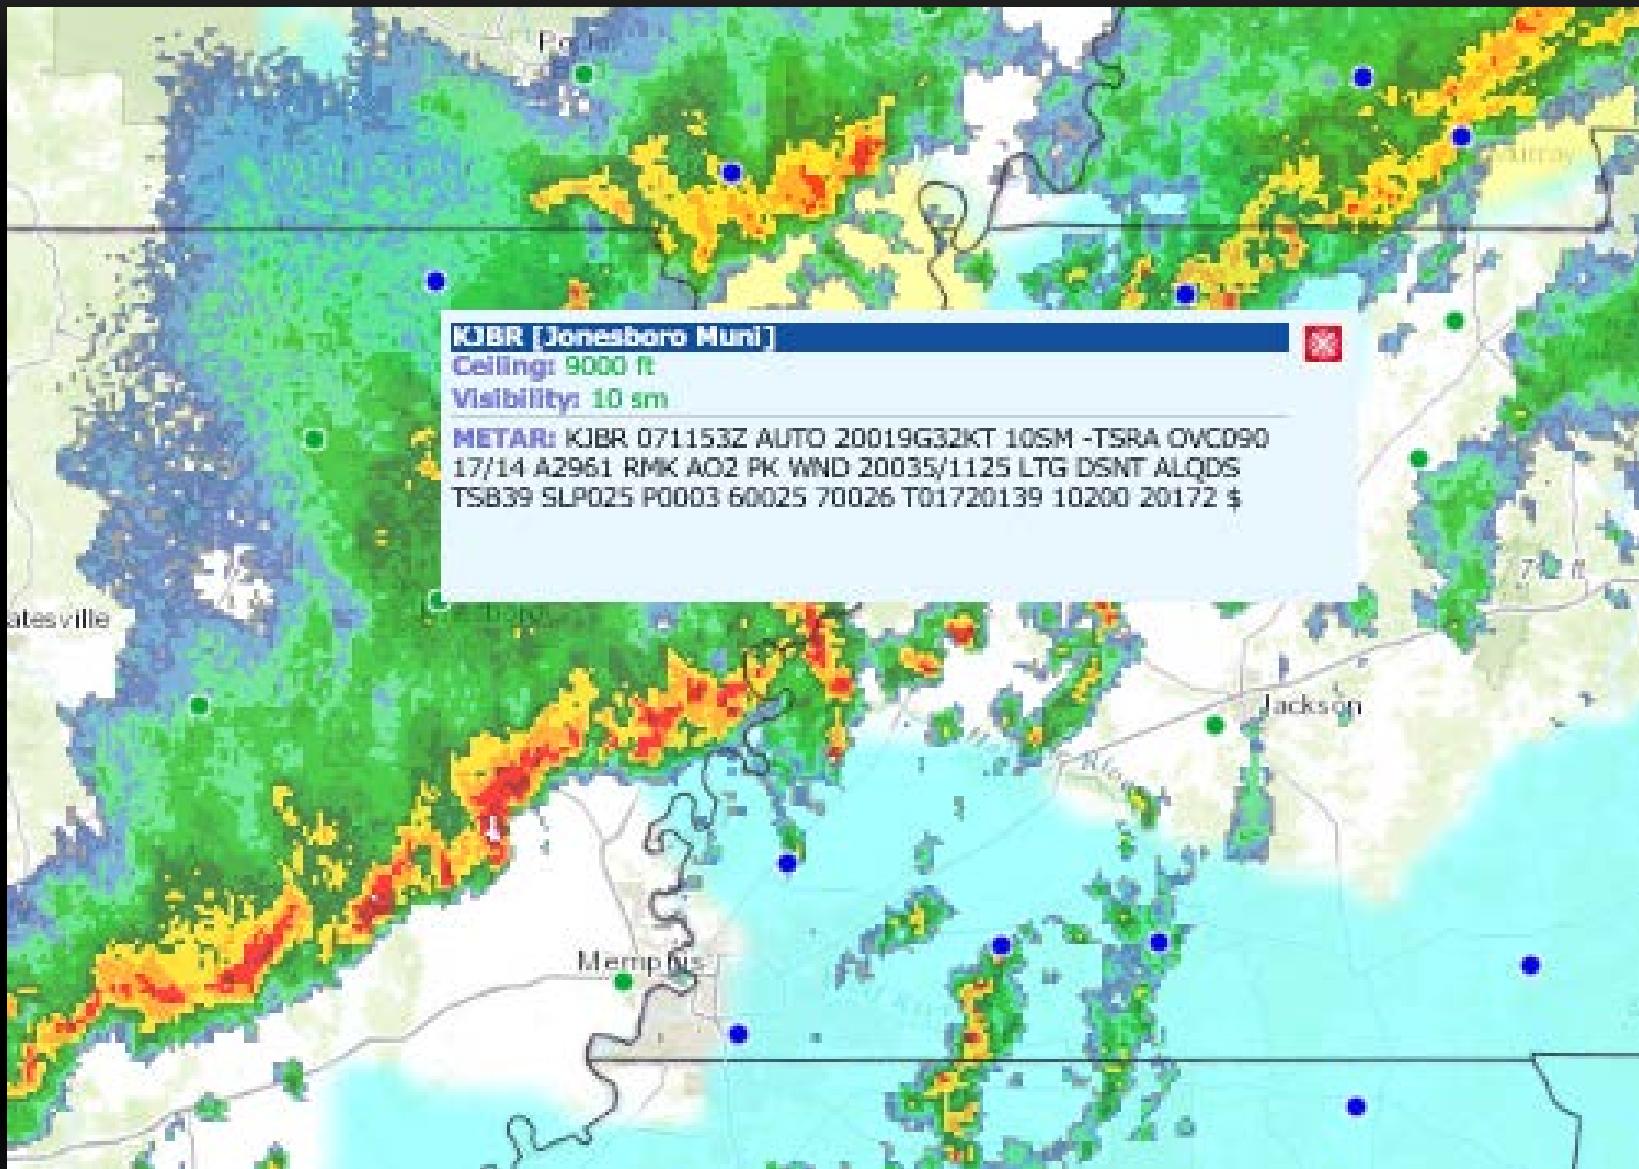 KJBR [Jonesboro Muni]
Ceiling: 9000 ft
Visibility: 10 sm
METAR: KJBR 071153Z AUTO 20019G32KT 10SM -TSRA OVC090
17/14 A2961 RMK AO2 PK WND 20035/1125 LTG DSNT ALQDS
TSB39 SLP025 P0003 60025 70026 T01720139 10200 20172 $
atesville
Jackson
Memphis
Murray